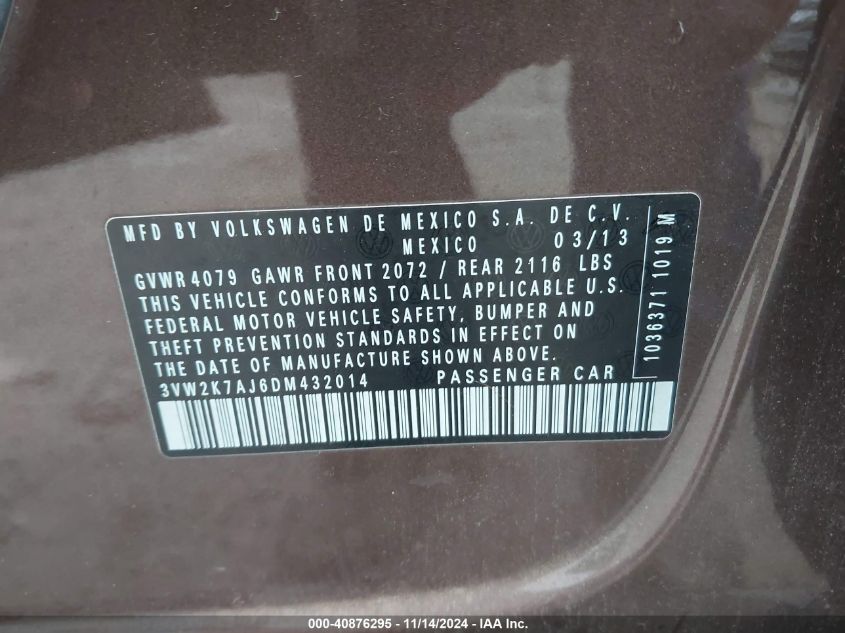 MFD BY VOLKSWAGEN DE MEXICO S.A. DE C.V.
MEXICO 03/13
GVWR 4079 GAWR FRONT 2072 / REAR 2116 LBS
THIS VEHICLE CONFORMS TO ALL APPLICABLE U.S.
FEDERAL MOTOR VEHICLE SAFETY, BUMPER AND
THEFT PREVENTION STANDARDS IN EFFECT ON
THE DATE OF MANUFACTURE SHOWN ABOVE.
3VW2K7AJ6DM432014 PASSENGER CAR
1036371 1019 M
000-40876295 - 11/14/2024 - IAA Inc.